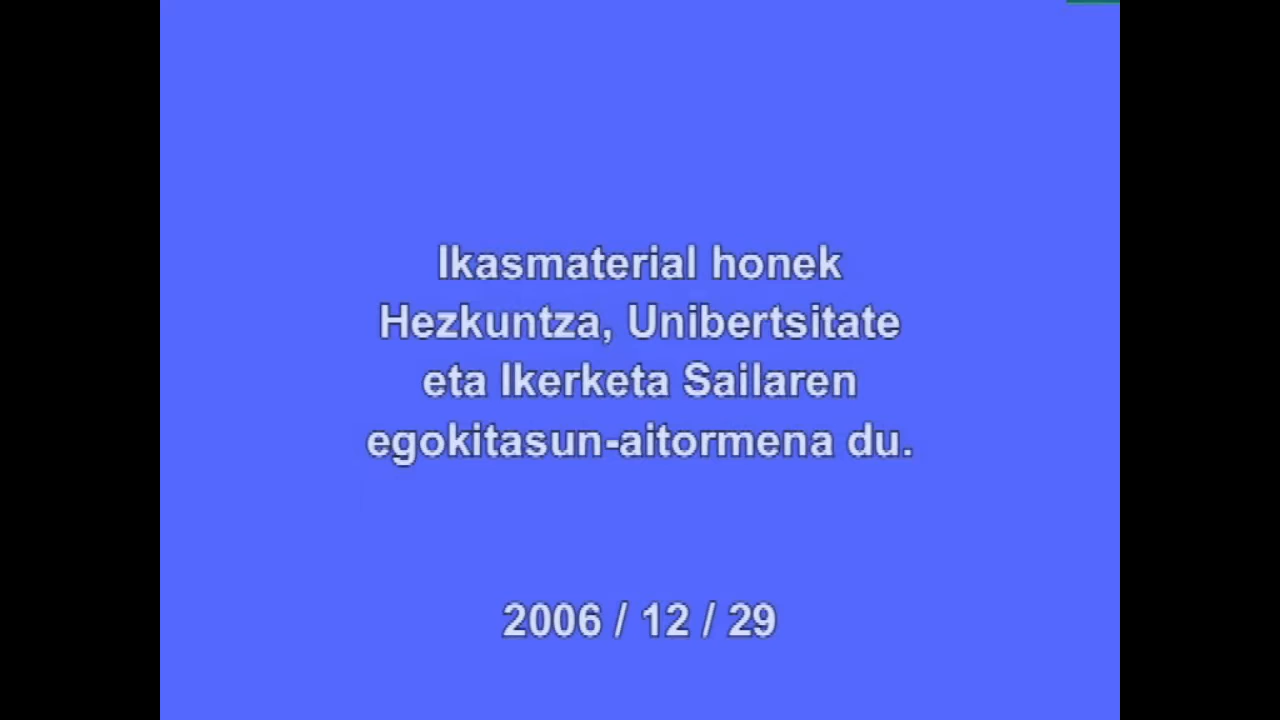 Ikasmaterial honek
Hezkuntza, Unibertsitate
eta Ikerketa Sailaren
egokitasun-aitormena du.
2006 / 12 / 29